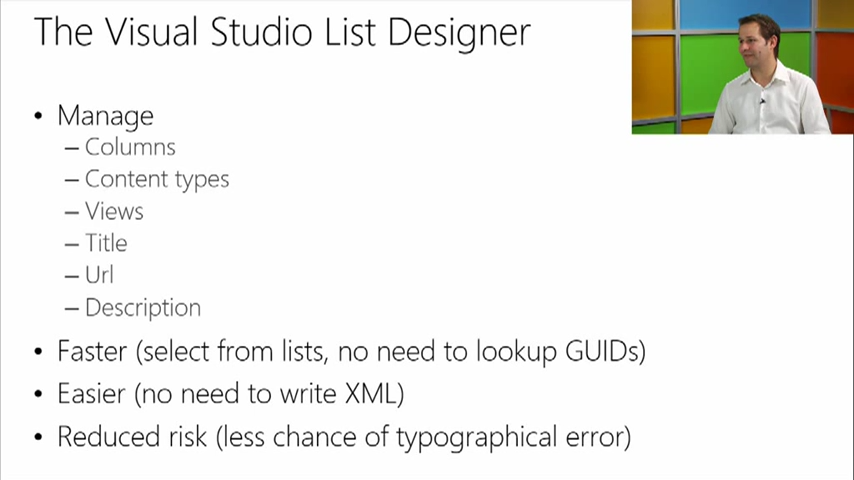 The Visual Studio List Designer
• Manage
– Columns
– Content types
– Views
– Title
– Url
– Description
• Faster (select from lists, no need to lookup GUIDs)
• Easier (no need to write XML)
• Reduced risk (less chance of typographical error)